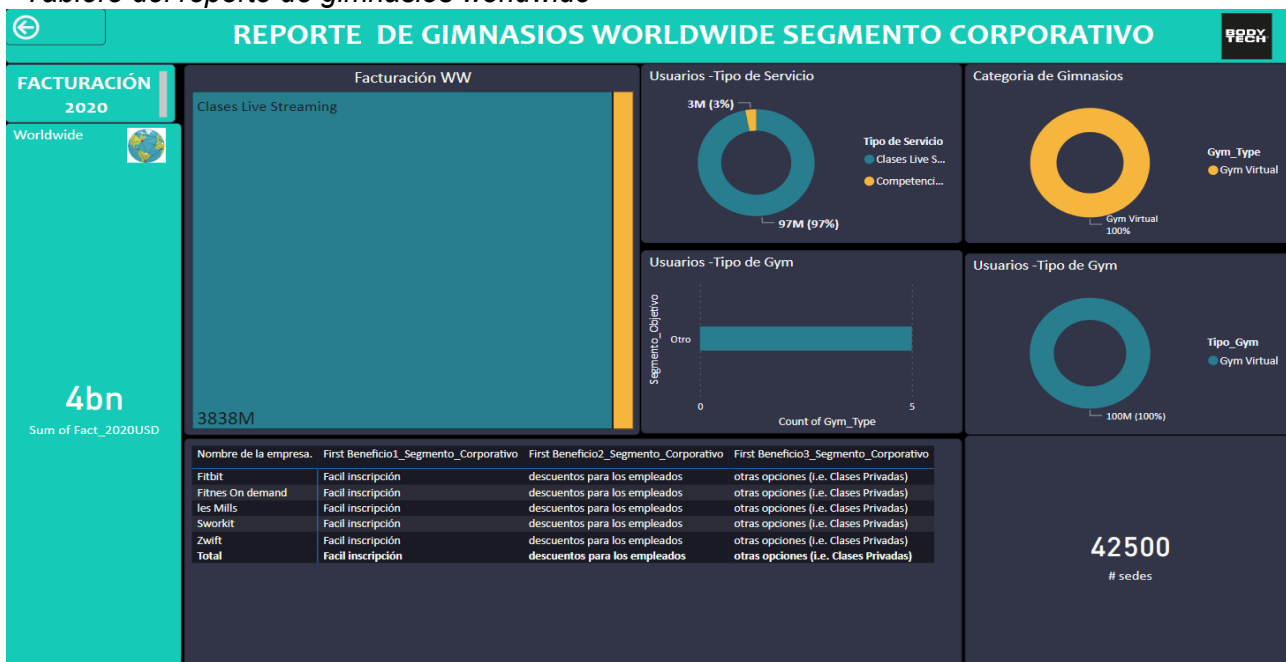 Tablero del reporte de gimnasios worldwide
REPORTE DE GIMNASIOS WORLDWIDE SEGMENTO CORPORATIVO
BODY
TECH
FACTURACIÓN
2020
Worldwide
4bn
Sum of Fact_2020USD
Facturación WW
Clases Live Streaming
3838M
Usuarios -Tipo de Servicio
3M (3%)
97M (97%)
Tipo de Servicio
Clases Live S...
Competenci...
Categoria de Gimnasios
Gym Virtual
100%
Gym_Type
Gym Virtual
Usuarios -Tipo de Gym
Segmento_Objetivo
Otro
0 5
Count of Gym_Type
Usuarios -Tipo de Gym
100M (100%)
Tipo_Gym
Gym Virtual
Nombre de la empresa. First Beneficio1_Segmento_Corporativo First Beneficio2_Segmento_Corporativo First Beneficio3_Segmento_Corporativo
Fitbit Facil inscripción descuentos para los empleados otras opciones (i.e. Clases Privadas)
Fitnes On demand Facil inscripción descuentos para los empleados otras opciones (i.e. Clases Privadas)
les Mills Facil inscripción descuentos para los empleados otras opciones (i.e. Clases Privadas)
Sworkit Facil inscripción descuentos para los empleados otras opciones (i.e. Clases Privadas)
Zwift Facil inscripción descuentos para los empleados otras opciones (i.e. Clases Privadas)
Total Facil inscripción descuentos para los empleados otras opciones (i.e. Clases Privadas)
42500
# sedes